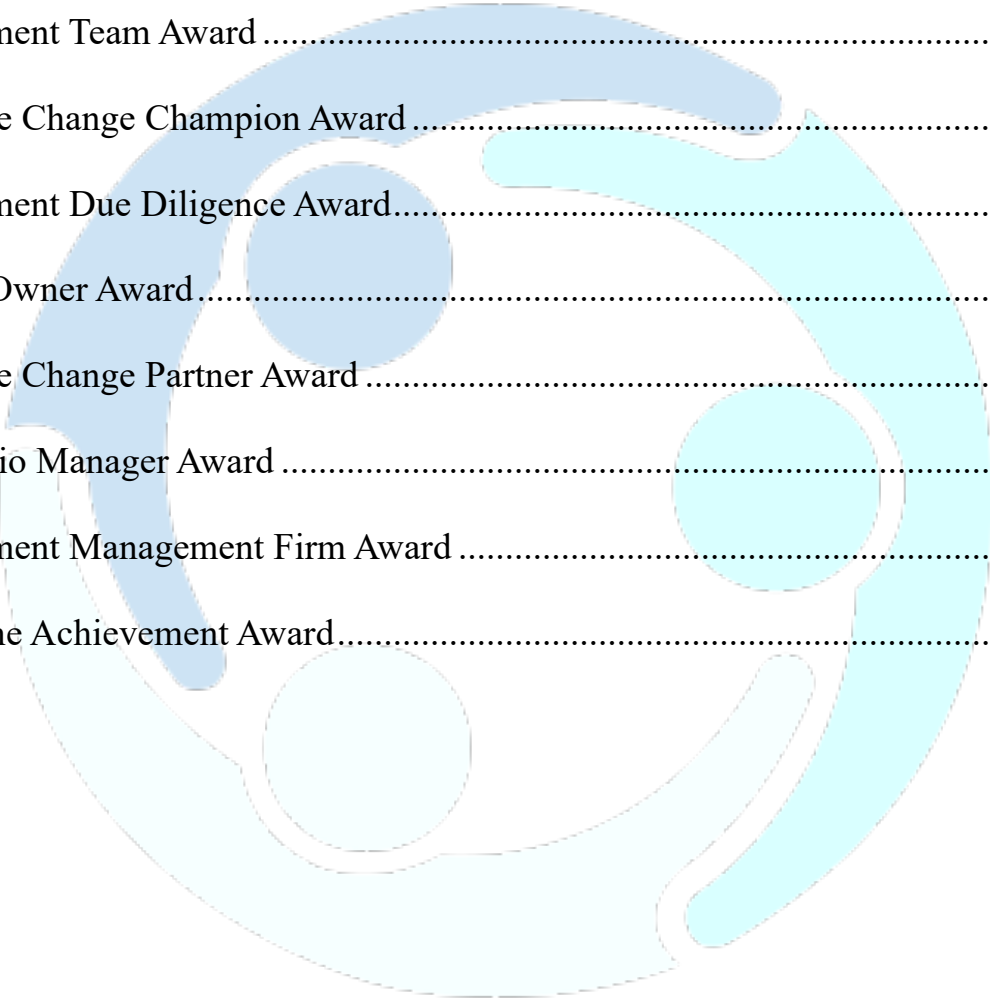 ment Team Award ........................................................................
e Change Champion Award ........................................................
ment Due Diligence Award..........................................................
Owner Award ...............................................................................
e Change Partner Award .............................................................
io Manager Award ......................................................................
ment Management Firm Award ...................................................
ne Achievement Award................................................................